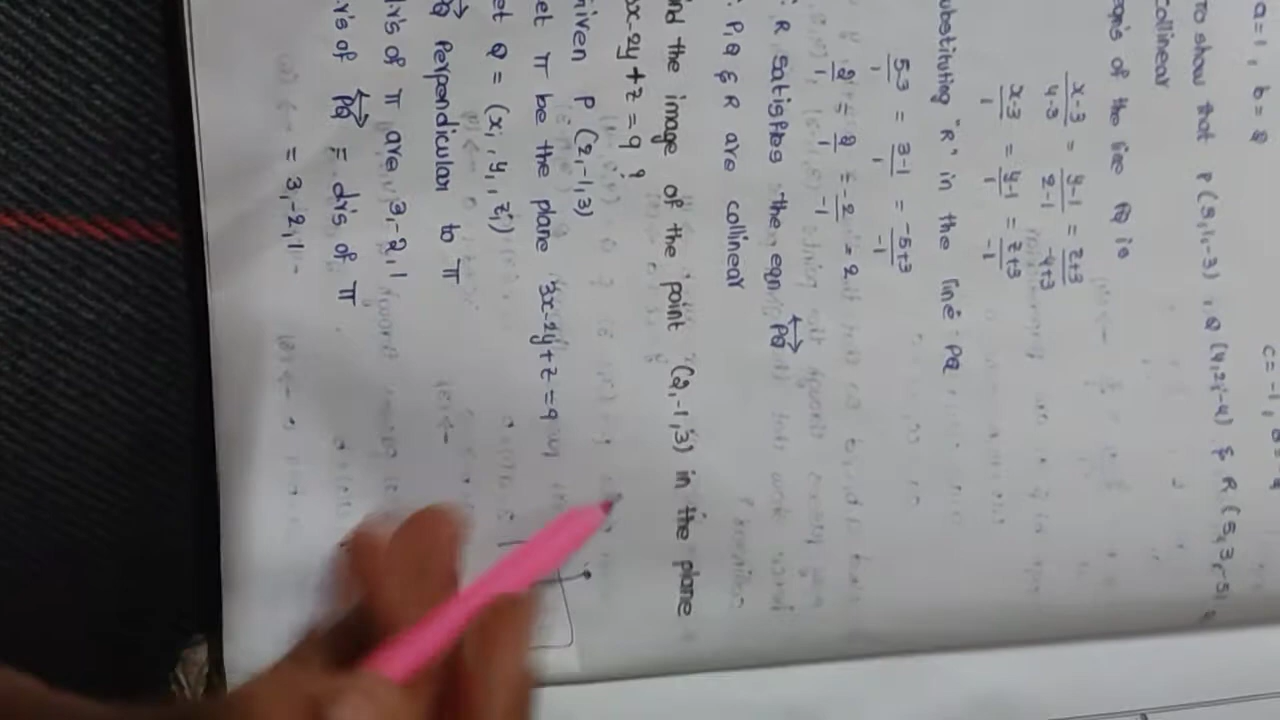 a = 1, b = 2
c = -1,
To show that P(3,1,-3), Q(4,2,-4) & R(5,3,-5)
collinear
of the line PQ is
x-3/4-3 = y-1/2-1 = z+3/-4+3
x-3/1 = y-1/1 = z+3/-1
substituting "R" in the line PQ
5-3/1 = 3-1/1 = -5+3/-1
2/1 = 2/1 = -2/-1 = 2
R Satisfies the eqn PQ
P,Q & R are collinear
the image of the point (2,-1,3) in the plane
3x-2y+z=9 ?
Given P(2,-1,3)
let π be the plane 3x-2y+z=9
let Q = (x₁, y₁, z₁)
PQ Perpendicular to π
of π are 3,-2,1
of PQ = d.r's of π
= 3,-2,1
P